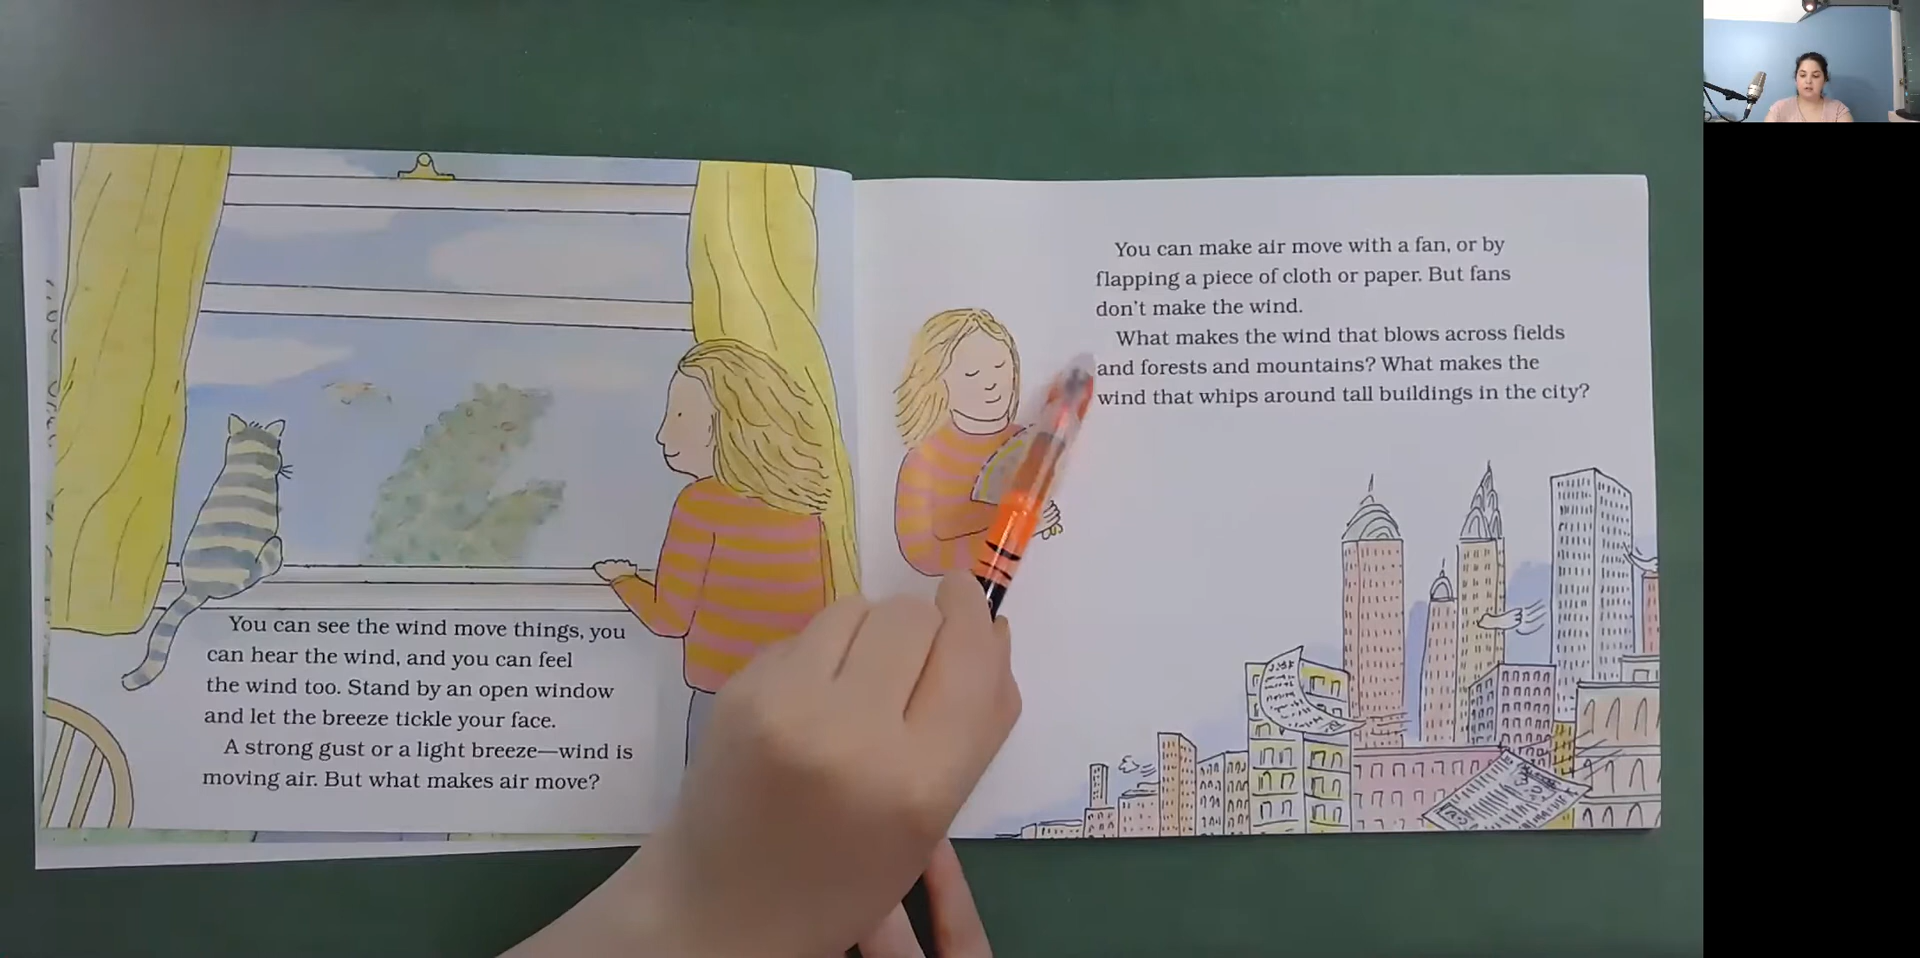 You can see the wind move things, you
can hear the wind, and you can feel
the wind too. Stand by an open window
and let the breeze tickle your face.
A strong gust or a light breeze—wind is
moving air. But what makes air move?
You can make air move with a fan, or by
flapping a piece of cloth or paper. But fans
don't make the wind.
What makes the wind that blows across fields
and forests and mountains? What makes the
wind that whips around tall buildings in the city?